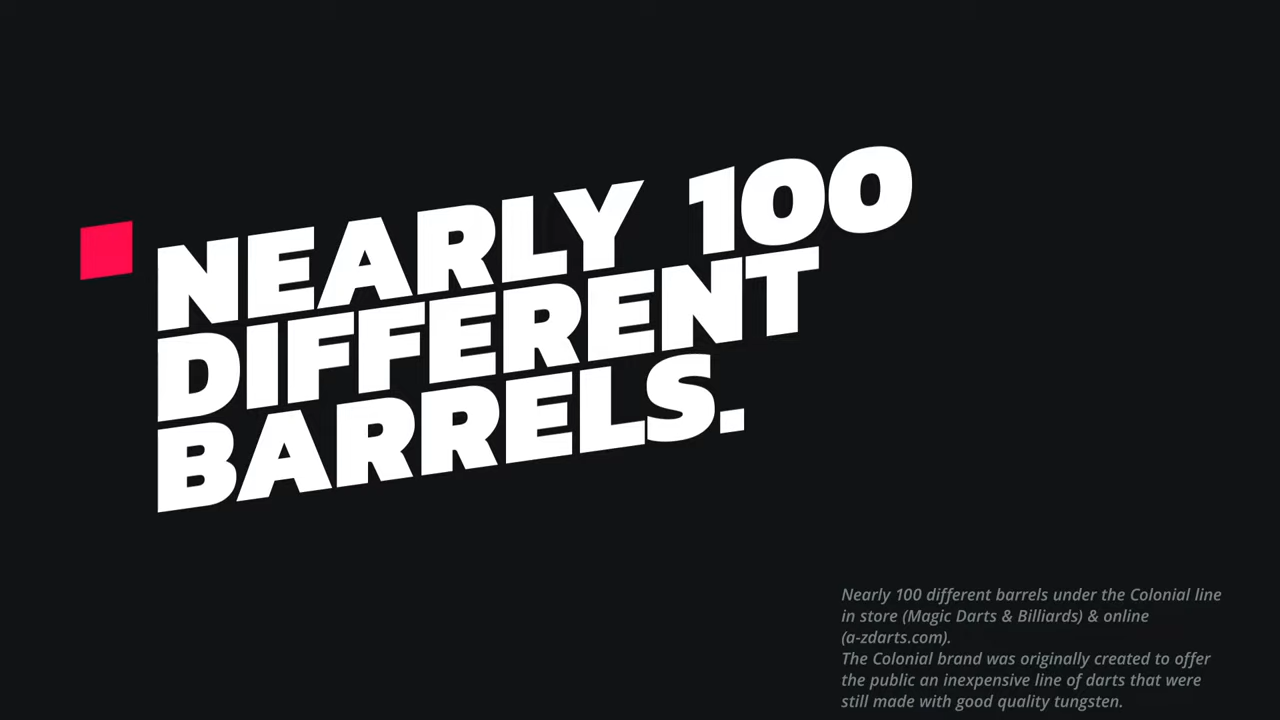 NEARLY 100
DIFFERENT
BARRELS.
Nearly 100 different barrels under the Colonial line
in store (Magic Darts & Billiards) & online
(a-zdarts.com).
The Colonial brand was originally created to offer
the public an inexpensive line of darts that were
still made with good quality tungsten.